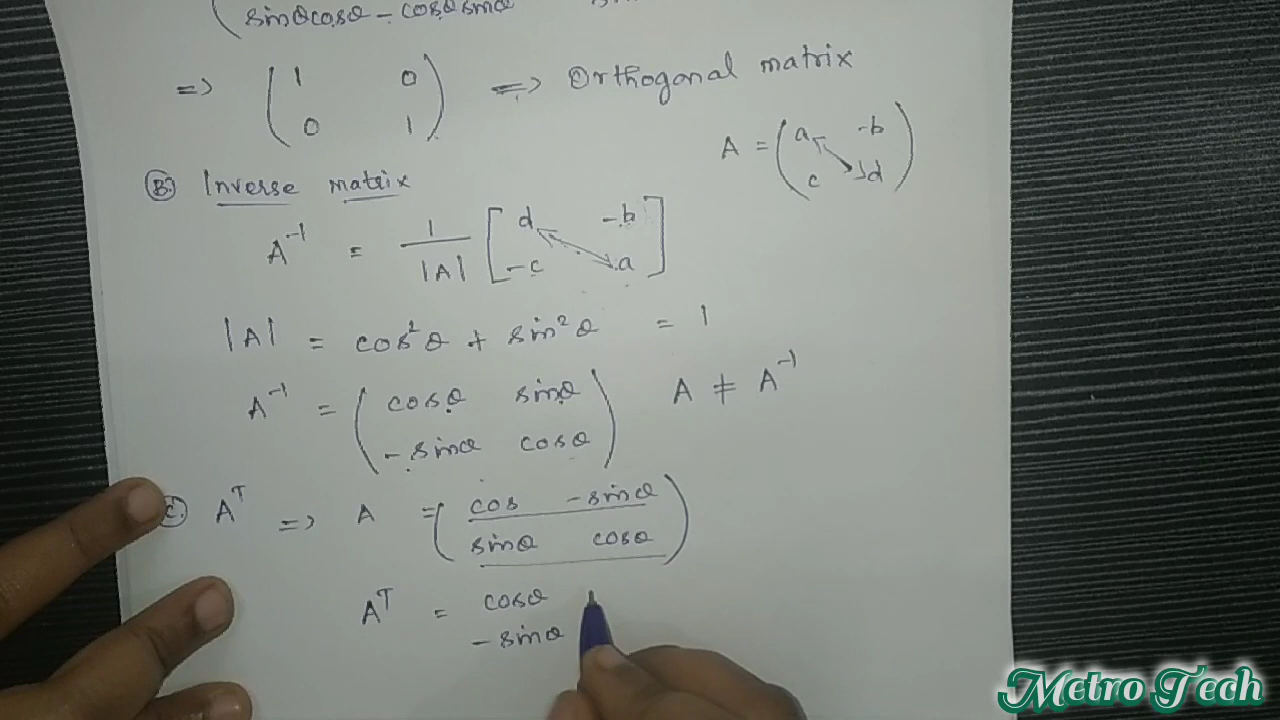 sinθcosθ - cosθsinθ
=> ( 1 0 => Orthogonal matrix
0 1 )
A = ( a -b
c d )
B. Inverse matrix
A⁻¹ = 1/|A| [ d -b
-c a ]
|A| = cos²θ + sin²θ = 1
A⁻¹ = ( cosθ sinθ A ≠ A⁻¹
-sinθ cosθ )
C. Aᵀ => A = ( cos -sinθ
sinθ cosθ )
Aᵀ = cosθ
-sinθ
Metro Tech